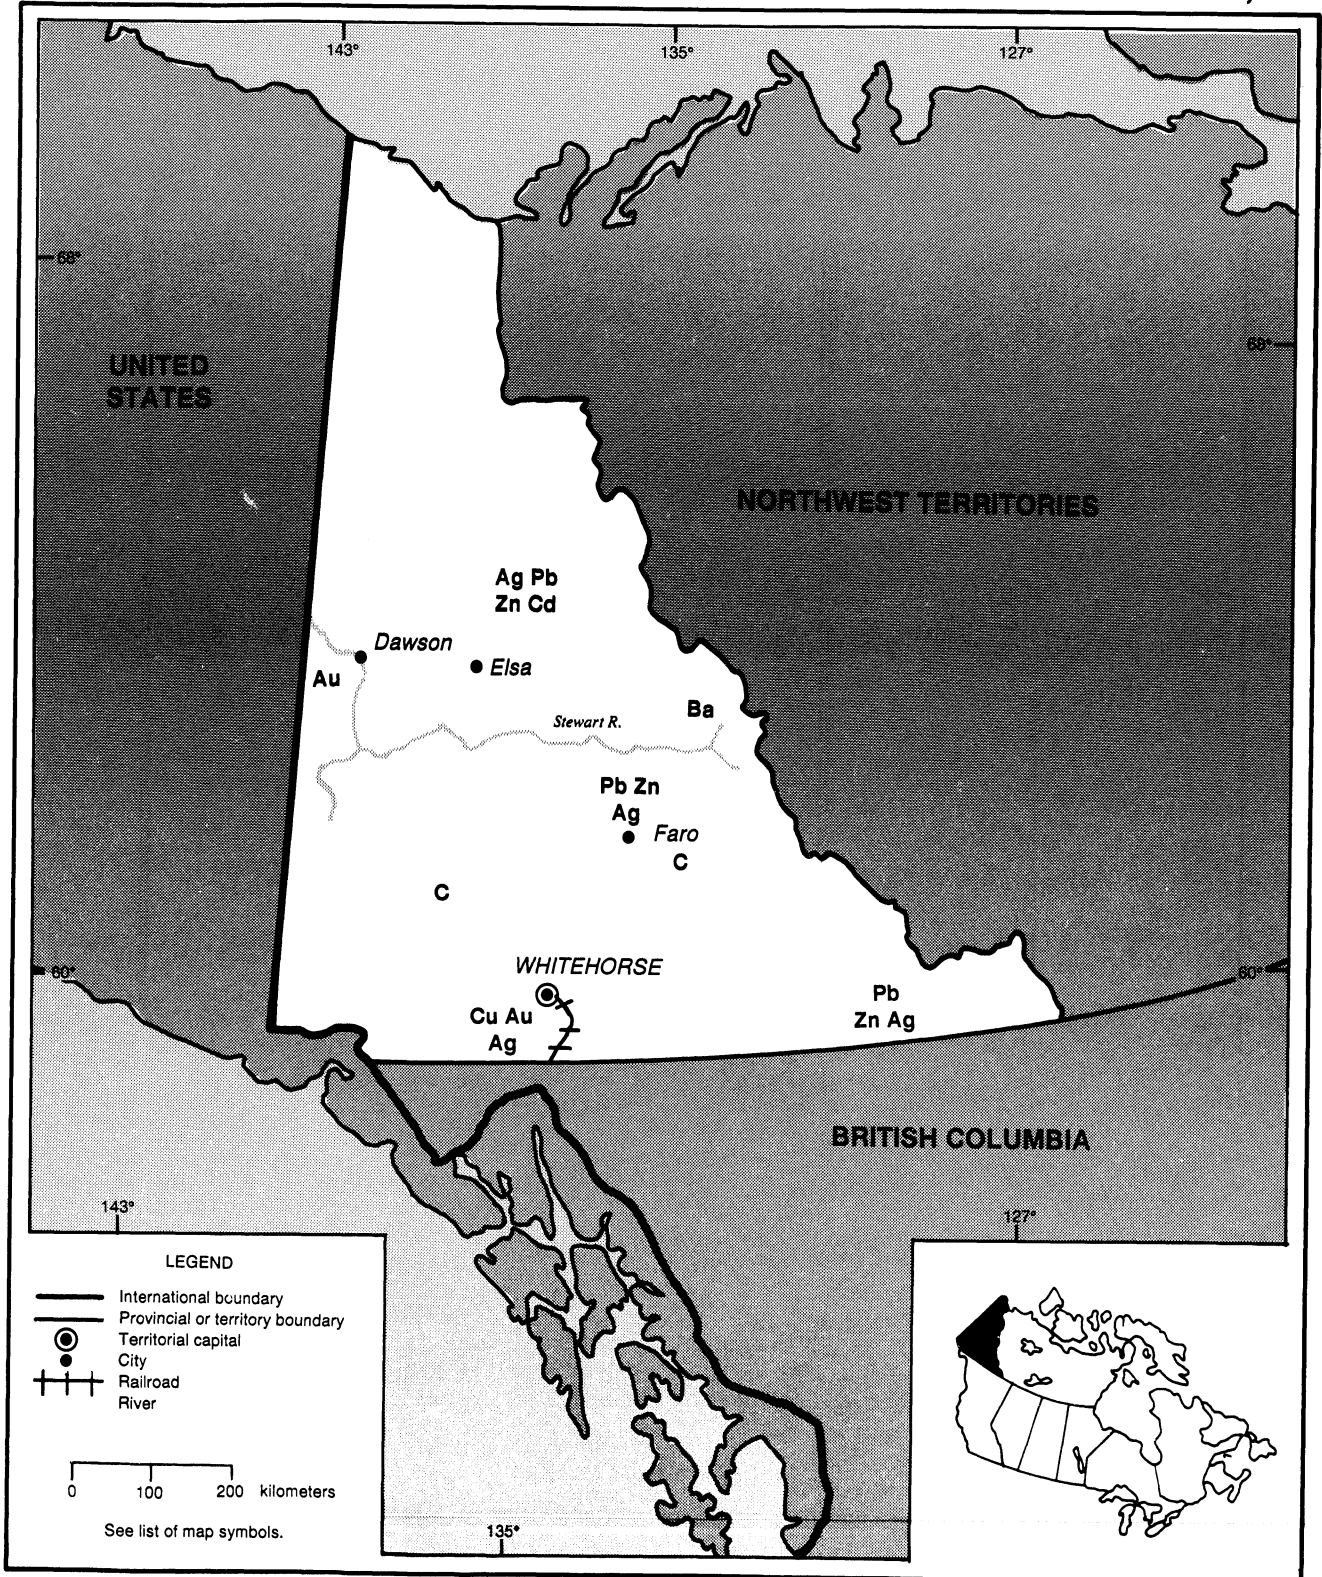 143°
135°
127°
68°
68°
UNITED
STATES
NORTHWEST TERRITORIES
Ag Pb
Zn Cd
Dawson
Elsa
Au
Ba
Stewart R.
Pb Zn
Ag
Faro
C
C
WHITEHORSE
60°
60°
Cu Au
Ag
Pb
Zn Ag
BRITISH COLUMBIA
143°
127°
LEGEND
International boundary
Provincial or territory boundary
Territorial capital
City
Railroad
River
0 100 200 kilometers
See list of map symbols.
135°